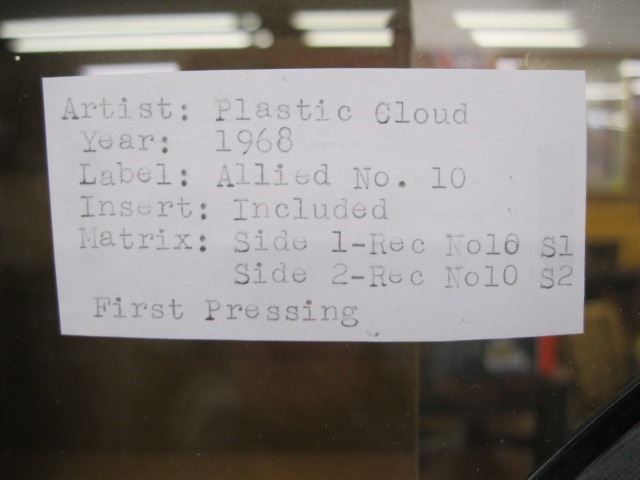 Artist: Plastic Cloud
Year: 1968
Label: Allied No. 10
Insert: Included
Matrix: Side 1-Rec No10 S1
Side 2-Rec No10 S2
First Pressing